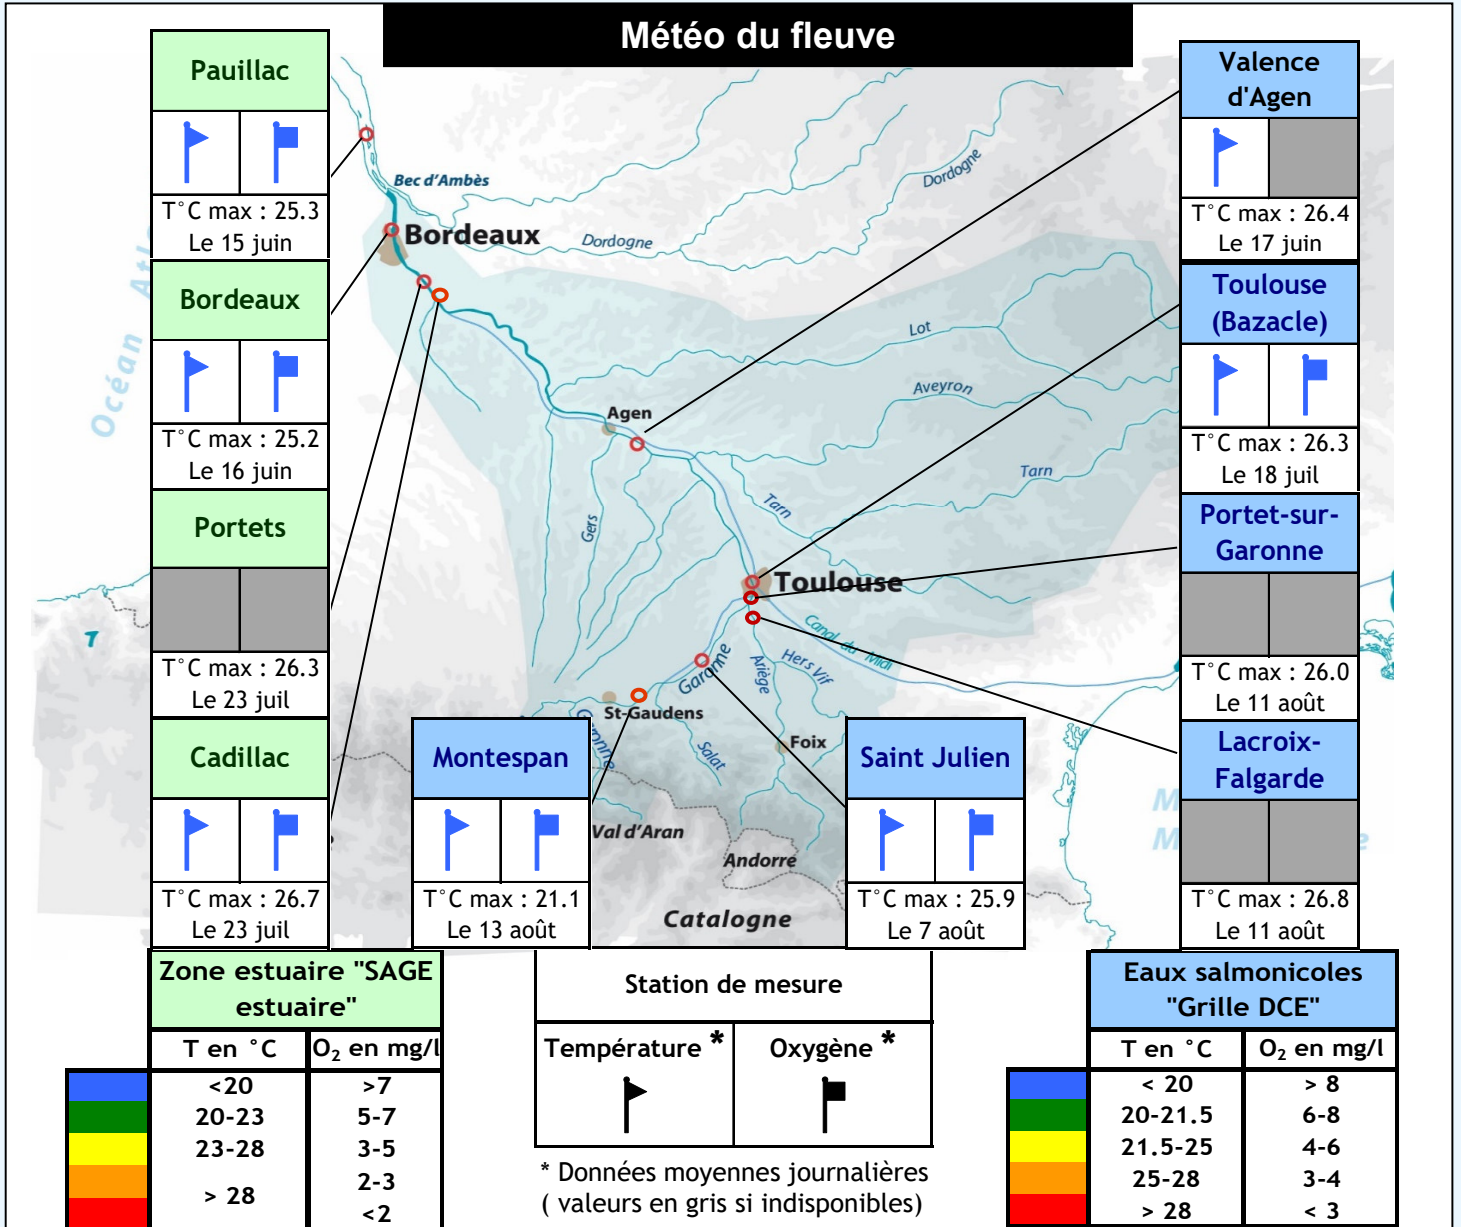 Météo du fleuve
Pauillac
T°C max : 25.3
Le 15 juin
Bordeaux
T°C max : 25.2
Le 16 juin
Portets
T°C max : 26.3
Le 23 juil
Cadillac
T°C max : 26.7
Le 23 juil
Montespan
T°C max : 21.1
Le 13 août
Saint Julien
T°C max : 25.9
Le 7 août
Valence
d'Agen
T°C max : 26.4
Le 17 juin
Toulouse
(Bazacle)
T°C max : 26.3
Le 18 juil
Portet-sur-
Garonne
T°C max : 26.0
Le 11 août
Lacroix-
Falgarde
T°C max : 26.8
Le 11 août
Océan Atl
Bec d'Ambès
Bordeaux
Dordogne
Dordogne
Lot
Aveyron
Agen
Tarn
Tarn
Gers
Toulouse
Canal du Midi
Garonne
Ariège
Hers Vif
St-Gaudens
Garonne
Salat
Foix
Val d'Aran
Andorre
Catalogne
M
M
e
Zone estuaire "SAGE
estuaire"
T en °C O₂ en mg/l
<20 >7
20-23 5-7
23-28 3-5
> 28 2-3
<2
Station de mesure
Température * Oxygène *
* Données moyennes journalières
( valeurs en gris si indisponibles)
Eaux salmonicoles
"Grille DCE"
T en °C O₂ en mg/l
< 20 > 8
20-21.5 6-8
21.5-25 4-6
25-28 3-4
> 28 < 3